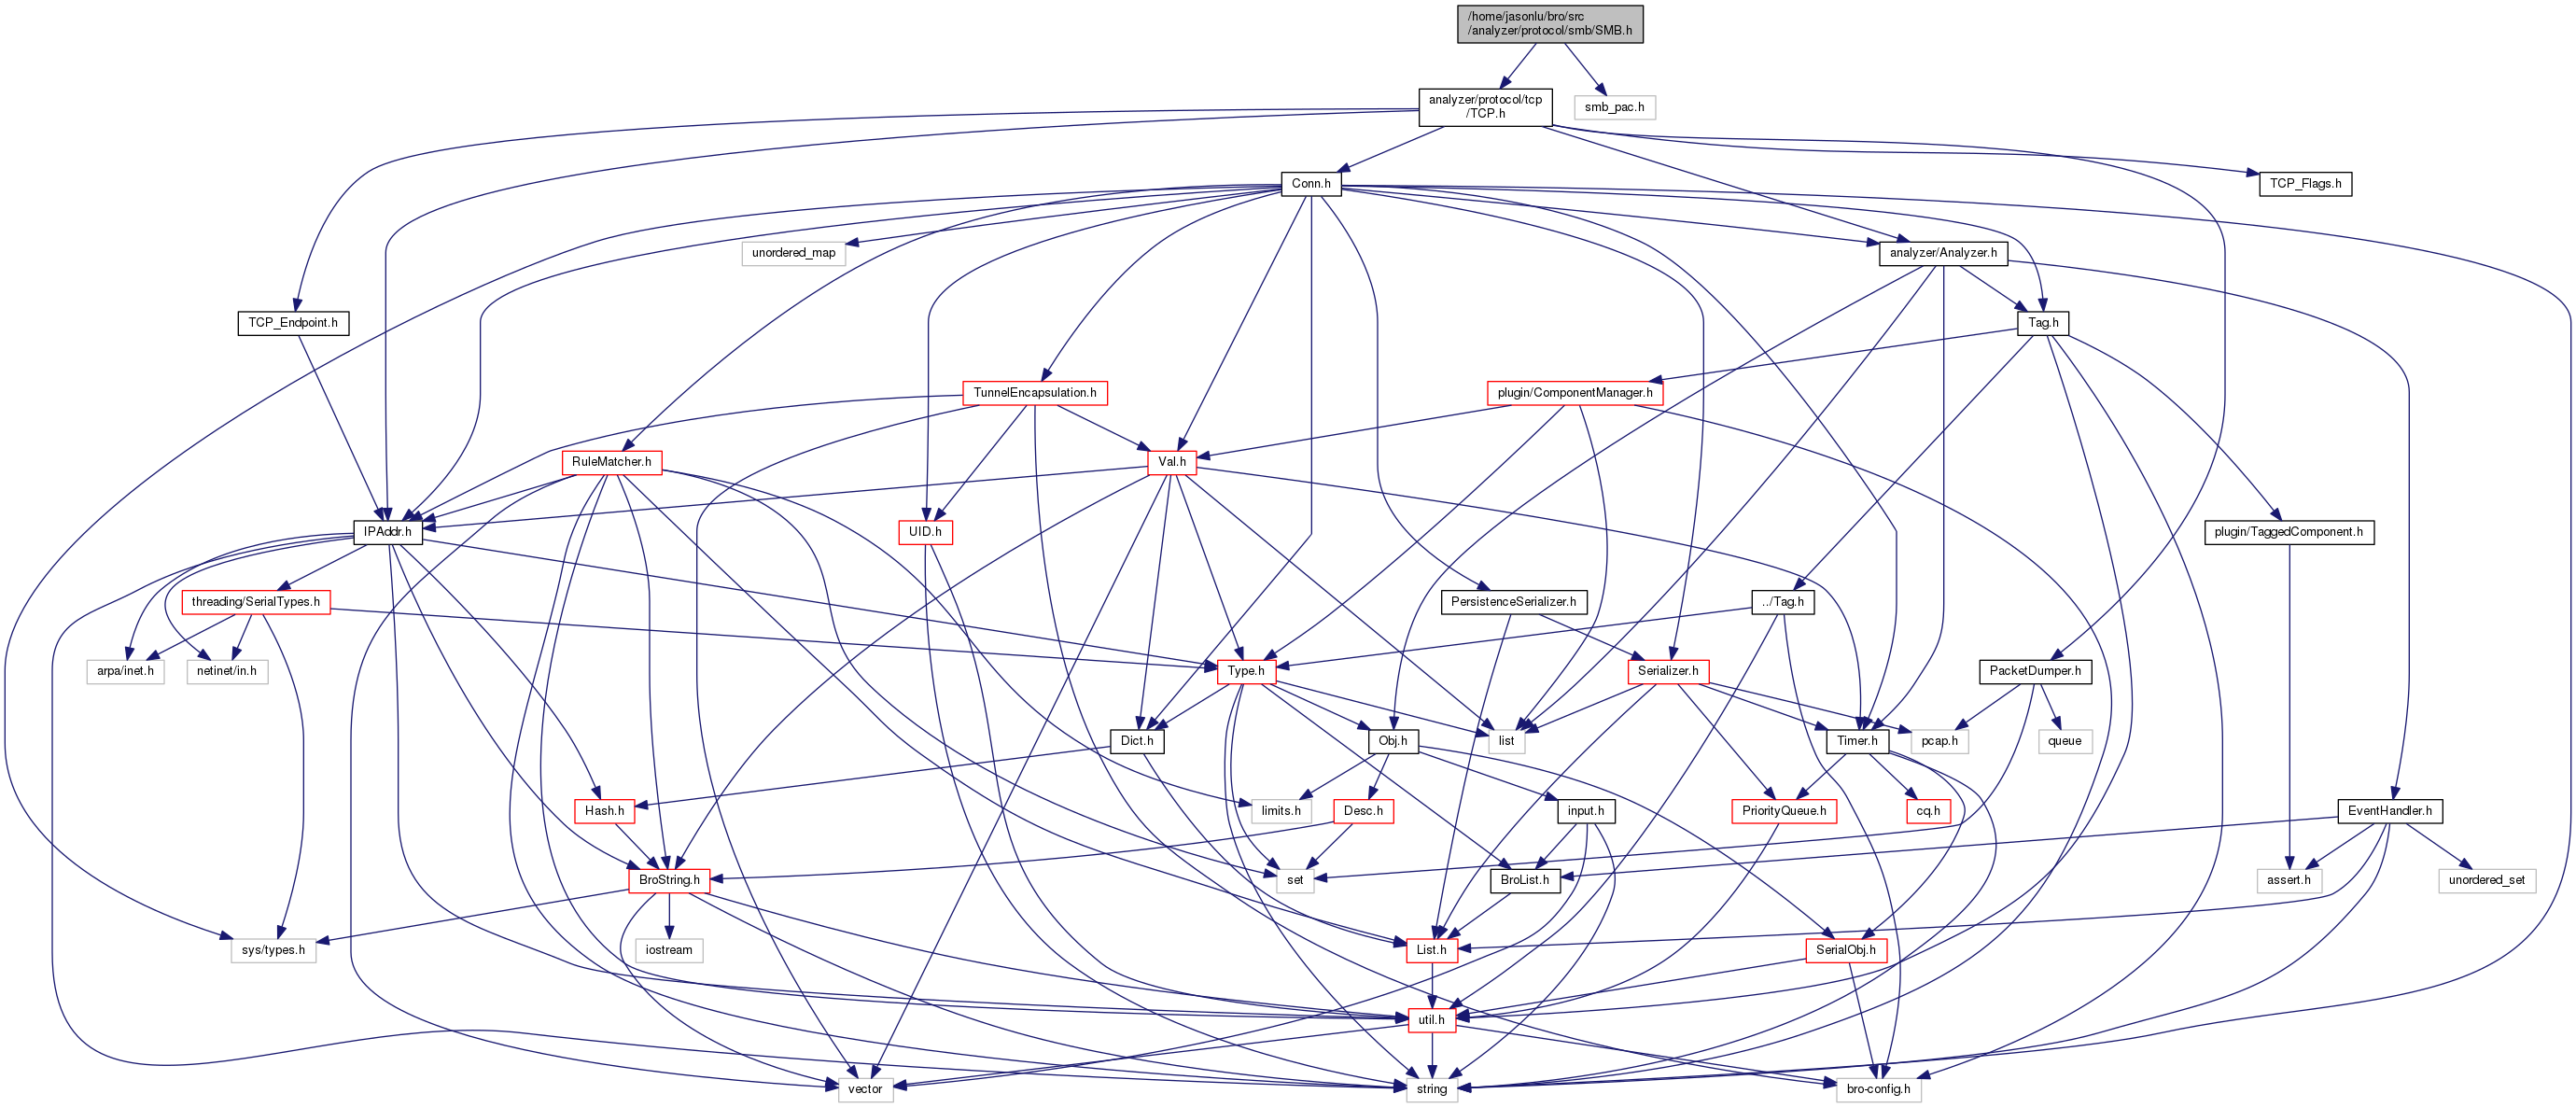 /home/jasonlu/bro/src
/analyzer/protocol/smb/SMB.h
analyzer/protocol/tcp
/TCP.h
smb_pac.h
Conn.h
TCP_Flags.h
unordered_map
analyzer/Analyzer.h
TCP_Endpoint.h
Tag.h
TunnelEncapsulation.h
plugin/ComponentManager.h
RuleMatcher.h
Val.h
IPAddr.h
UID.h
plugin/TaggedComponent.h
threading/SerialTypes.h
PersistenceSerializer.h
../Tag.h
arpa/inet.h
netinet/in.h
Type.h
Serializer.h
PacketDumper.h
Dict.h
list
Obj.h
Timer.h
pcap.h
queue
Hash.h
limits.h
Desc.h
input.h
PriorityQueue.h
cq.h
EventHandler.h
BroString.h
set
BroList.h
assert.h
unordered_set
sys/types.h
iostream
List.h
SerialObj.h
util.h
vector
string
bro-config.h